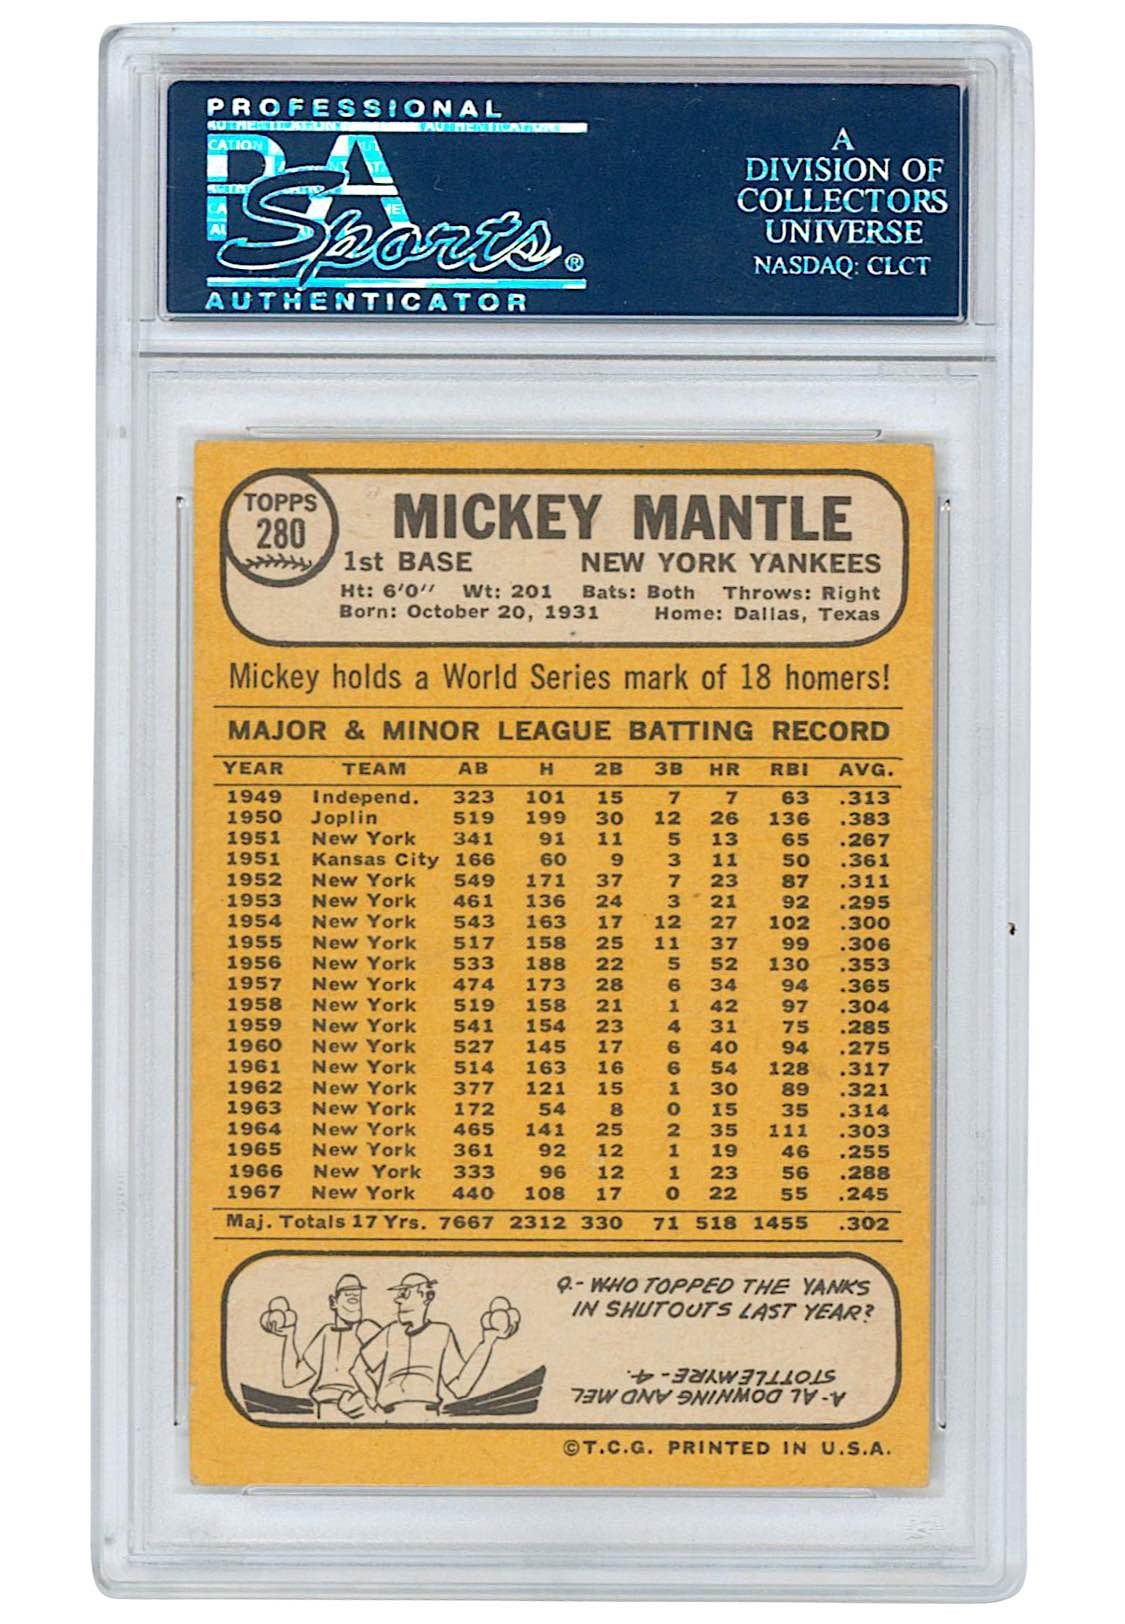 PROFESSIONAL
PSA
Sports®
AUTHENTICATOR
A
DIVISION OF
COLLECTORS
UNIVERSE
NASDAQ: CLCT
TOPPS
280
MICKEY MANTLE
1st BASE NEW YORK YANKEES
Ht: 6'0" Wt: 201 Bats: Both Throws: Right
Born: October 20, 1931 Home: Dallas, Texas
Mickey holds a World Series mark of 18 homers!
MAJOR & MINOR LEAGUE BATTING RECORD
YEAR TEAM AB H 2B 3B HR RBI AVG.
1949 Independ. 323 101 15 7 7 63 .313
1950 Joplin 519 199 30 12 26 136 .383
1951 New York 341 91 11 5 13 65 .267
1951 Kansas City 166 60 9 3 11 50 .361
1952 New York 549 171 37 7 23 87 .311
1953 New York 461 136 24 3 21 92 .295
1954 New York 543 163 17 12 27 102 .300
1955 New York 517 158 25 11 37 99 .306
1956 New York 533 188 22 5 52 130 .353
1957 New York 474 173 28 6 34 94 .365
1958 New York 519 158 21 1 42 97 .304
1959 New York 541 154 23 4 31 75 .285
1960 New York 527 145 17 6 40 94 .275
1961 New York 514 163 16 6 54 128 .317
1962 New York 377 121 15 1 30 89 .321
1963 New York 172 54 8 0 15 35 .314
1964 New York 465 141 25 2 35 111 .303
1965 New York 361 92 12 1 19 46 .255
1966 New York 333 96 12 1 23 56 .288
1967 New York 440 108 17 0 22 55 .245
Maj. Totals 17 Yrs. 7667 2312 330 71 518 1455 .302
Q.- WHO TOPPED THE YANKS
IN SHUTOUTS LAST YEAR?
A- AL DOWNING AND MEL
STOTTLEMYRE - 4.
©T.C.G. PRINTED IN U.S.A.